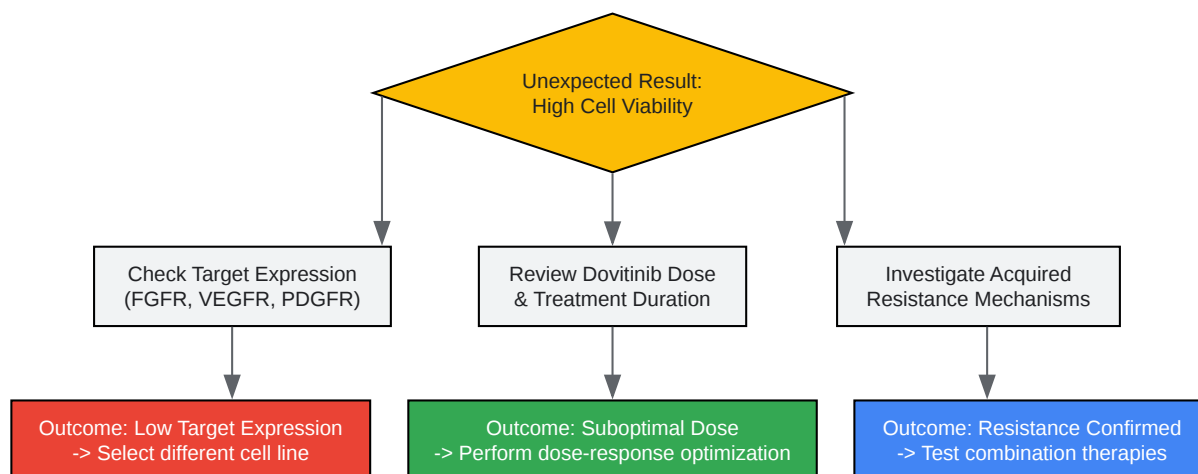 Unexpected Result:
High Cell Viability
Check Target Expression
(FGFR, VEGFR, PDGFR)
Review Dovitinib Dose
& Treatment Duration
Investigate Acquired
Resistance Mechanisms
Outcome: Low Target Expression
-> Select different cell line
Outcome: Suboptimal Dose
-> Perform dose-response optimization
Outcome: Resistance Confirmed
-> Test combination therapies